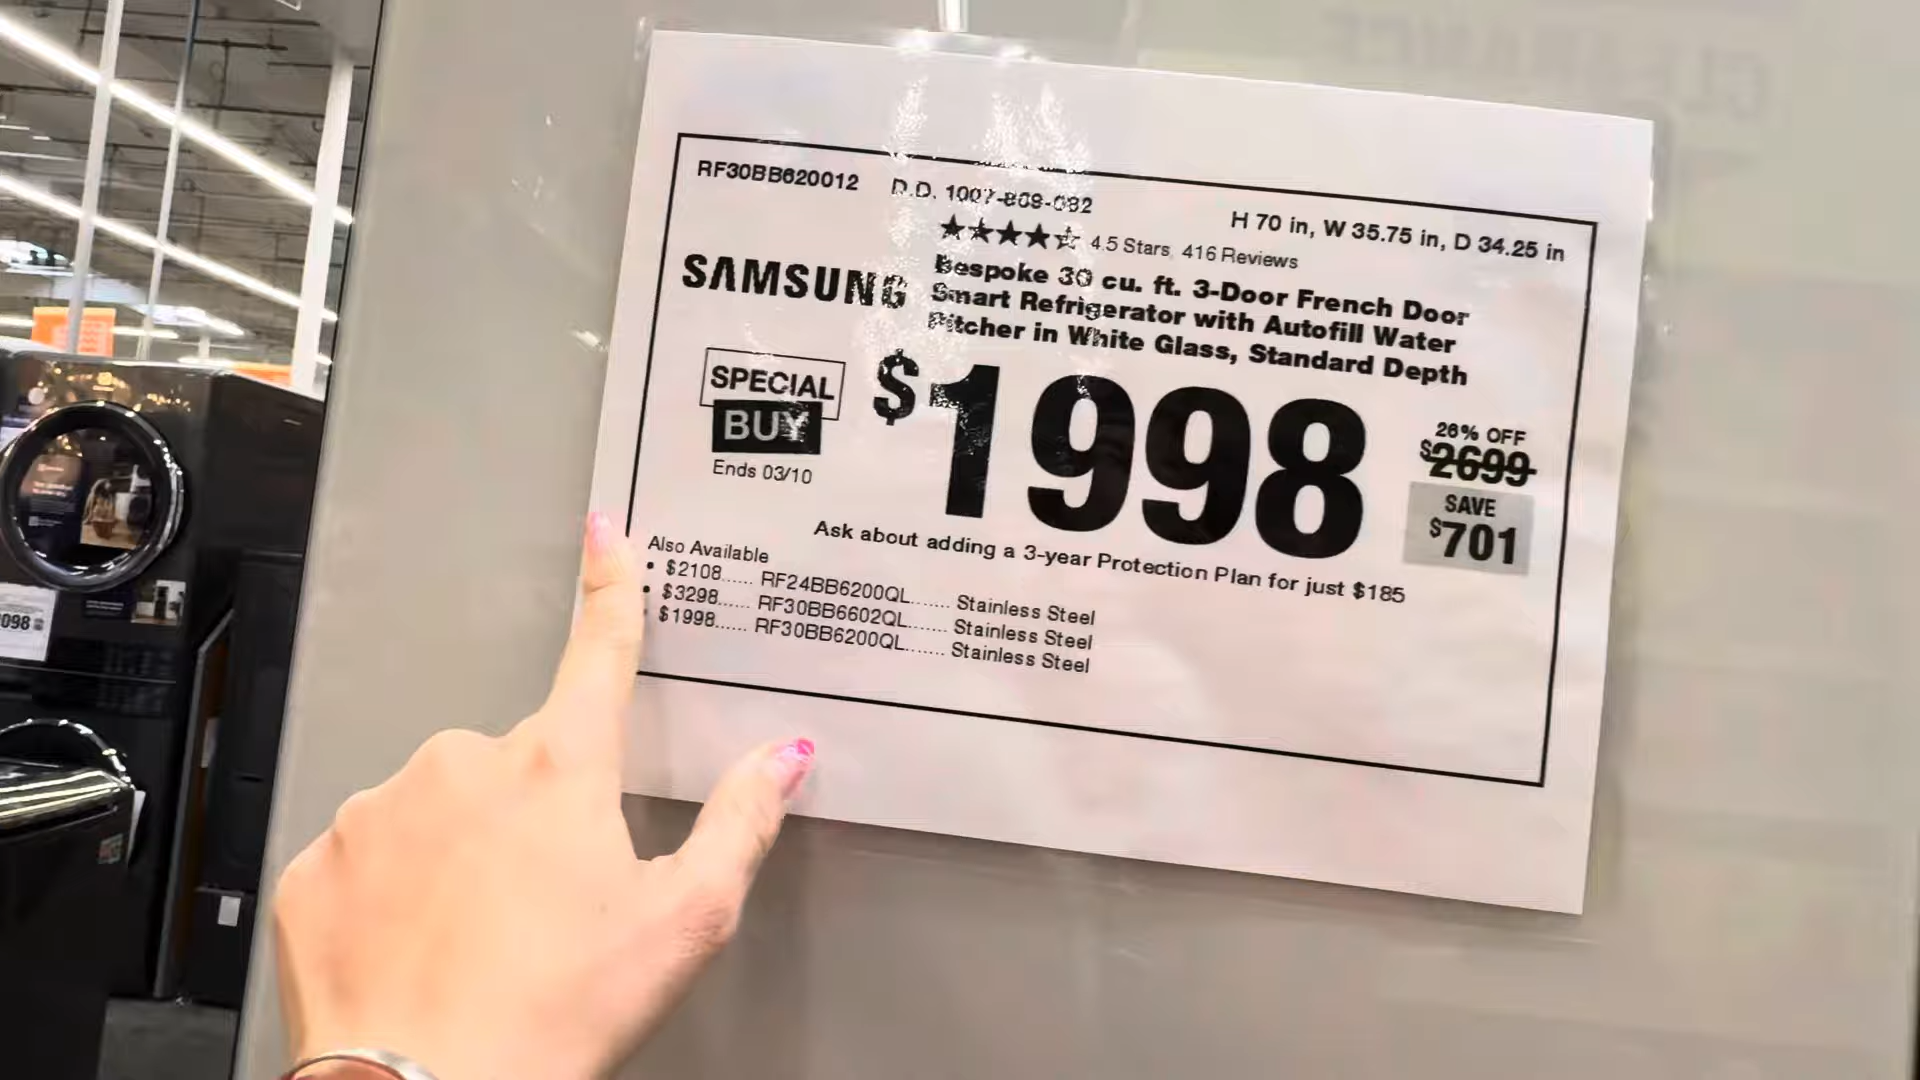 CLEARANCE
RF30BB620012 D.D. 1007-809-082
H 70 in, W 35.75 in, D 34.25 in
4.5 Stars, 416 Reviews
SAMSUNG
Bespoke 30 cu. ft. 3-Door French Door
Smart Refrigerator with Autofill Water
Pitcher in White Glass, Standard Depth
SPECIAL
BUY
Ends 03/10
$1998
26% OFF
$2699
SAVE
$701
Ask about adding a 3-year Protection Plan for just $185
Also Available
• $2108...... RF24BB6200QL....... Stainless Steel
• $3298...... RF30BB6602QL....... Stainless Steel
• $1998...... RF30BB6200QL....... Stainless Steel
098